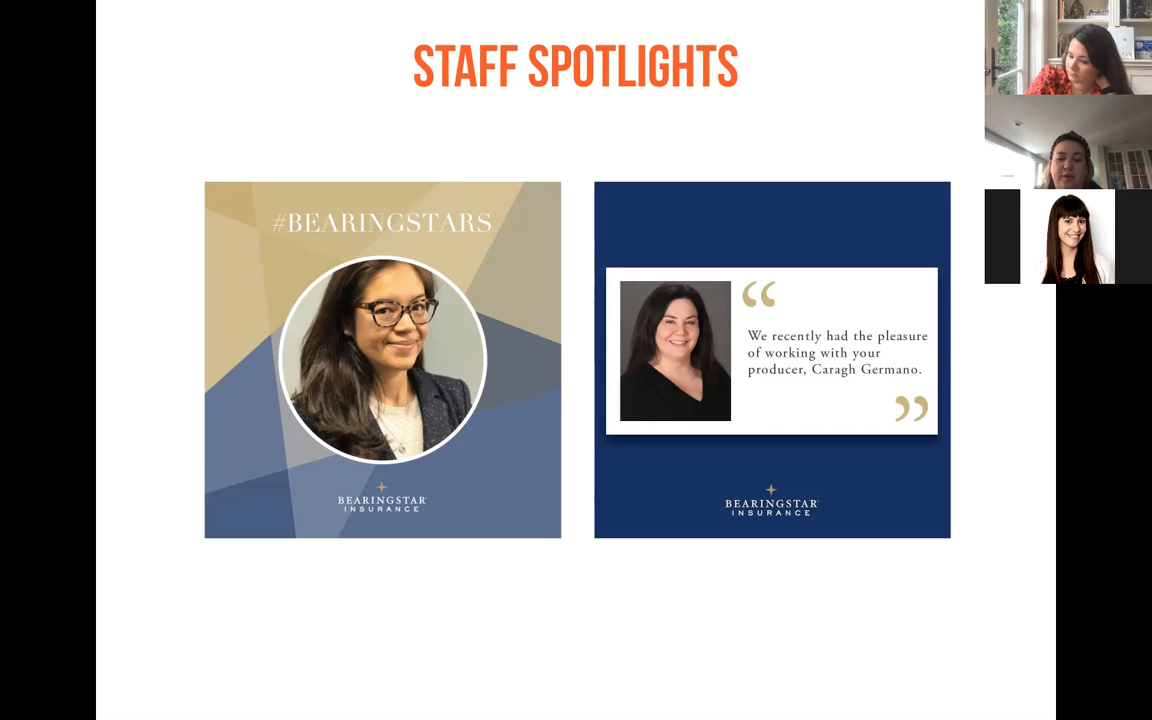 STAFF SPOTLIGHTS
#BEARINGSTARS
BEARINGSTAR
INSURANCE
“
We recently had the pleasure
of working with your
producer, Caragh Germano.
”
BEARINGSTAR
INSURANCE